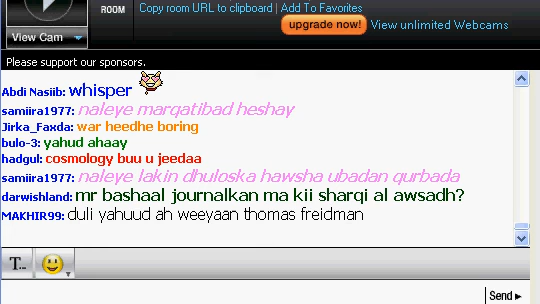 ROOM
Copy room URL to clipboard | Add To Favorites
upgrade now! View unlimited Webcams
View Cam
Please support our sponsors.
Abdi Nasiib: whisper
samiira1977: naleye marqatibad heshay
Jirka_Faxda: war heedhe boring
bulo-3: yahud ahaay
hadgul: cosmology buu u jeedaa
samiira1977: naleye lakin dhuloska hawsha ubadan qurbada
darwishland: mr bashaal journalkan ma kii sharqi al awsadh?
MAKHIR99: duli yahuud ah weeyaan thomas freidman
T...
Send